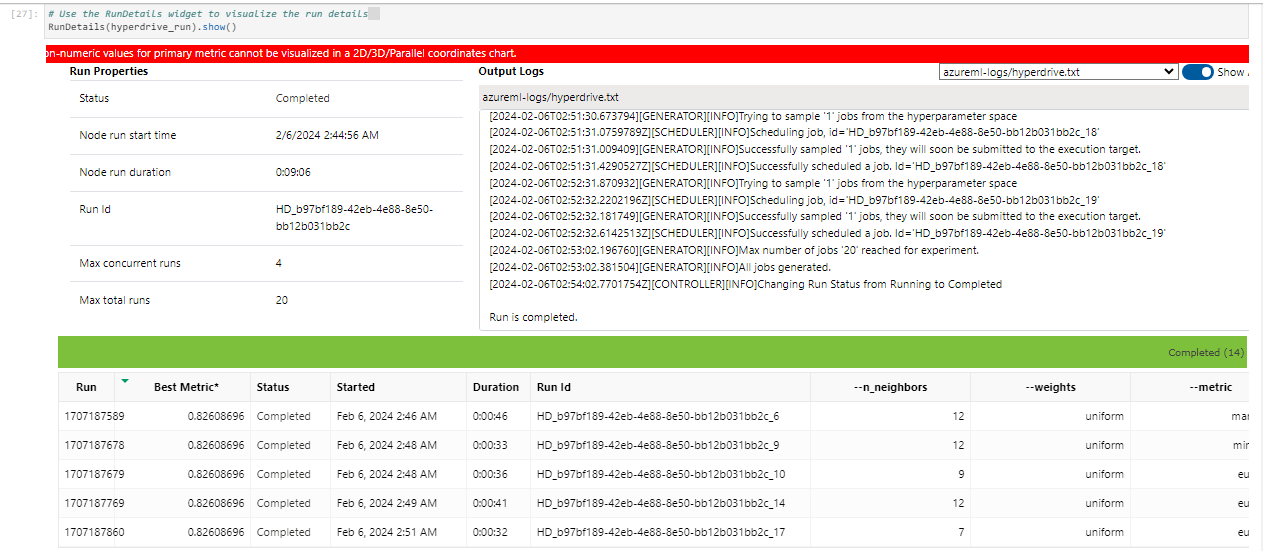 [27]: # Use the RunDetails widget to visualize the run details
RunDetails(hyperdrive_run).show()
on-numeric values for primary metric cannot be visualized in a 2D/3D/Parallel coordinates chart.
Run Properties
Status Completed
Node run start time 2/6/2024 2:44:56 AM
Node run duration 0:09:06
Run Id HD_b97bf189-42eb-4e88-8e50-
bb12b031bb2c
Max concurrent runs 4
Max total runs 20
Output Logs azureml-logs/hyperdrive.txt Show
azureml-logs/hyperdrive.txt
[2024-02-06T02:51:30.673794][GENERATOR][INFO]Trying to sample '1' jobs from the hyperparameter space
[2024-02-06T02:51:31.0759789Z][SCHEDULER][INFO]Scheduling job, id='HD_b97bf189-42eb-4e88-8e50-bb12b031bb2c_18'
[2024-02-06T02:51:31.009409][GENERATOR][INFO]Successfully sampled '1' jobs, they will soon be submitted to the execution target.
[2024-02-06T02:51:31.4290527Z][SCHEDULER][INFO]Successfully scheduled a job. Id='HD_b97bf189-42eb-4e88-8e50-bb12b031bb2c_18'
[2024-02-06T02:52:31.870932][GENERATOR][INFO]Trying to sample '1' jobs from the hyperparameter space
[2024-02-06T02:52:32.2202196Z][SCHEDULER][INFO]Scheduling job, id='HD_b97bf189-42eb-4e88-8e50-bb12b031bb2c_19'
[2024-02-06T02:52:32.181749][GENERATOR][INFO]Successfully sampled '1' jobs, they will soon be submitted to the execution target.
[2024-02-06T02:52:32.6142513Z][SCHEDULER][INFO]Successfully scheduled a job. Id='HD_b97bf189-42eb-4e88-8e50-bb12b031bb2c_19'
[2024-02-06T02:53:02.196760][GENERATOR][INFO]Max number of jobs '20' reached for experiment.
[2024-02-06T02:53:02.381504][GENERATOR][INFO]All jobs generated.
[2024-02-06T02:54:02.7701754Z][CONTROLLER][INFO]Changing Run Status from Running to Completed
Run is completed.
Completed (14)
Run Best Metric* Status Started Duration Run Id --n_neighbors --weights --metric
1707187589 0.82608696 Completed Feb 6, 2024 2:46 AM 0:00:46 HD_b97bf189-42eb-4e88-8e50-bb12b031bb2c_6 12 uniform mar
1707187678 0.82608696 Completed Feb 6, 2024 2:48 AM 0:00:33 HD_b97bf189-42eb-4e88-8e50-bb12b031bb2c_9 12 uniform mir
1707187679 0.82608696 Completed Feb 6, 2024 2:48 AM 0:00:36 HD_b97bf189-42eb-4e88-8e50-bb12b031bb2c_10 9 uniform eu
1707187769 0.82608696 Completed Feb 6, 2024 2:49 AM 0:00:41 HD_b97bf189-42eb-4e88-8e50-bb12b031bb2c_14 12 uniform eu
1707187860 0.82608696 Completed Feb 6, 2024 2:51 AM 0:00:32 HD_b97bf189-42eb-4e88-8e50-bb12b031bb2c_17 7 uniform eu